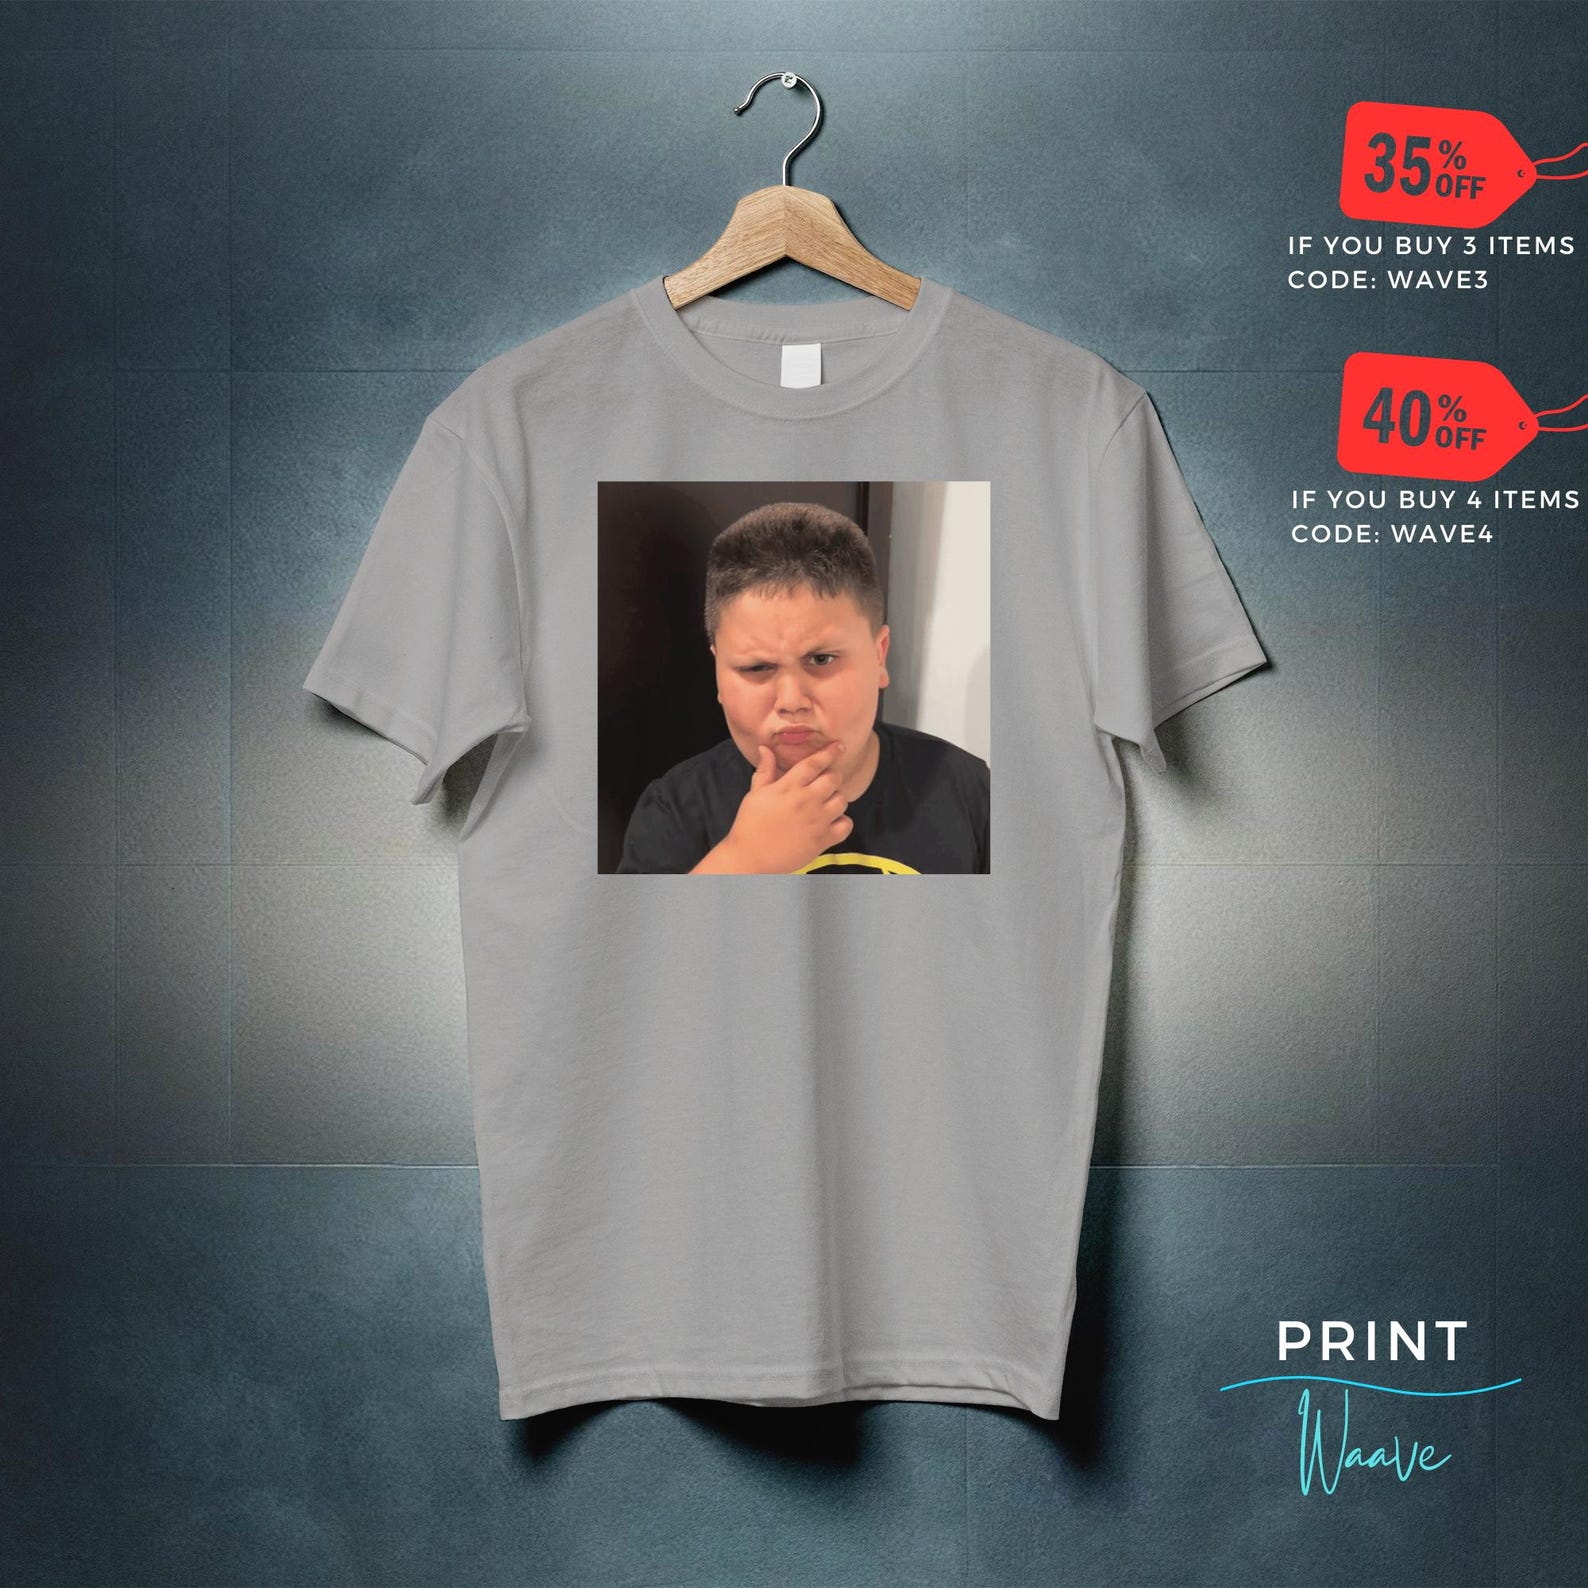 35% OFF
IF YOU BUY 3 ITEMS
CODE: WAVE3
40% OFF
IF YOU BUY 4 ITEMS
CODE: WAVE4
PRINT
Waave